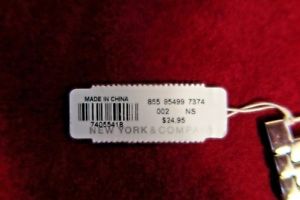 MADE IN CHINA
855 95499 7374
002 NS
74055418
$24.95
NEW YORK & COMPANY